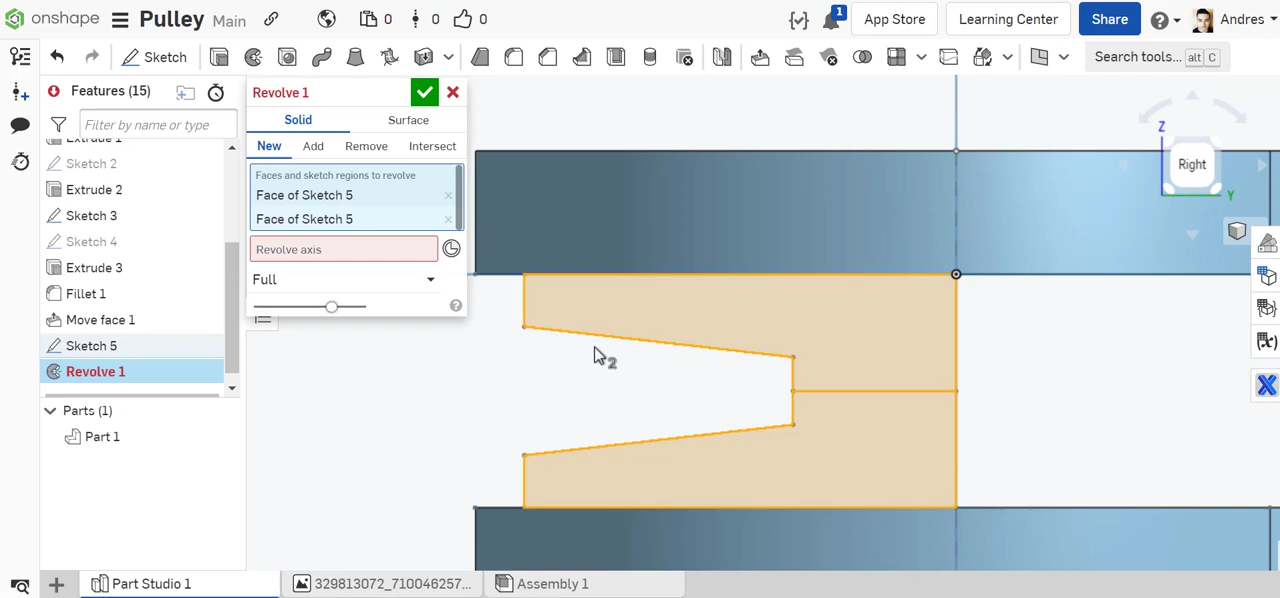 onshape Pulley Main 0 0 0 1 App Store Learning Center Share Andres
Sketch Search tools... alt C
Features (15)
Filter by name or type
Extrude 1
Sketch 2
Extrude 2
Sketch 3
Sketch 4
Extrude 3
Fillet 1
Move face 1
Sketch 5
Revolve 1
Parts (1)
Part 1
Revolve 1
Solid Surface
New Add Remove Intersect
Faces and sketch regions to revolve
Face of Sketch 5
Face of Sketch 5
Revolve axis
Full
2
Z
Right
Y
Part Studio 1 329813072_710046257... Assembly 1